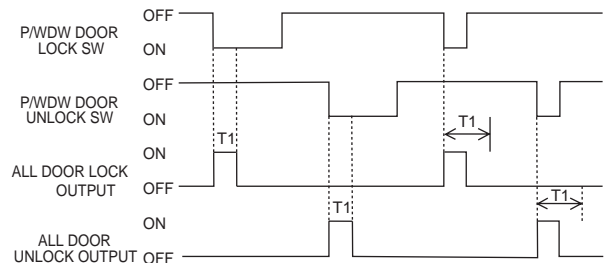 OFF
P/WDW DOOR
LOCK SW
ON
OFF
P/WDW DOOR
UNLOCK SW
ON
T1
T1
ON
ALL DOOR LOCK
OUTPUT
OFF
T1
T1
ON
ALL DOOR
UNLOCK OUTPUT
OFF